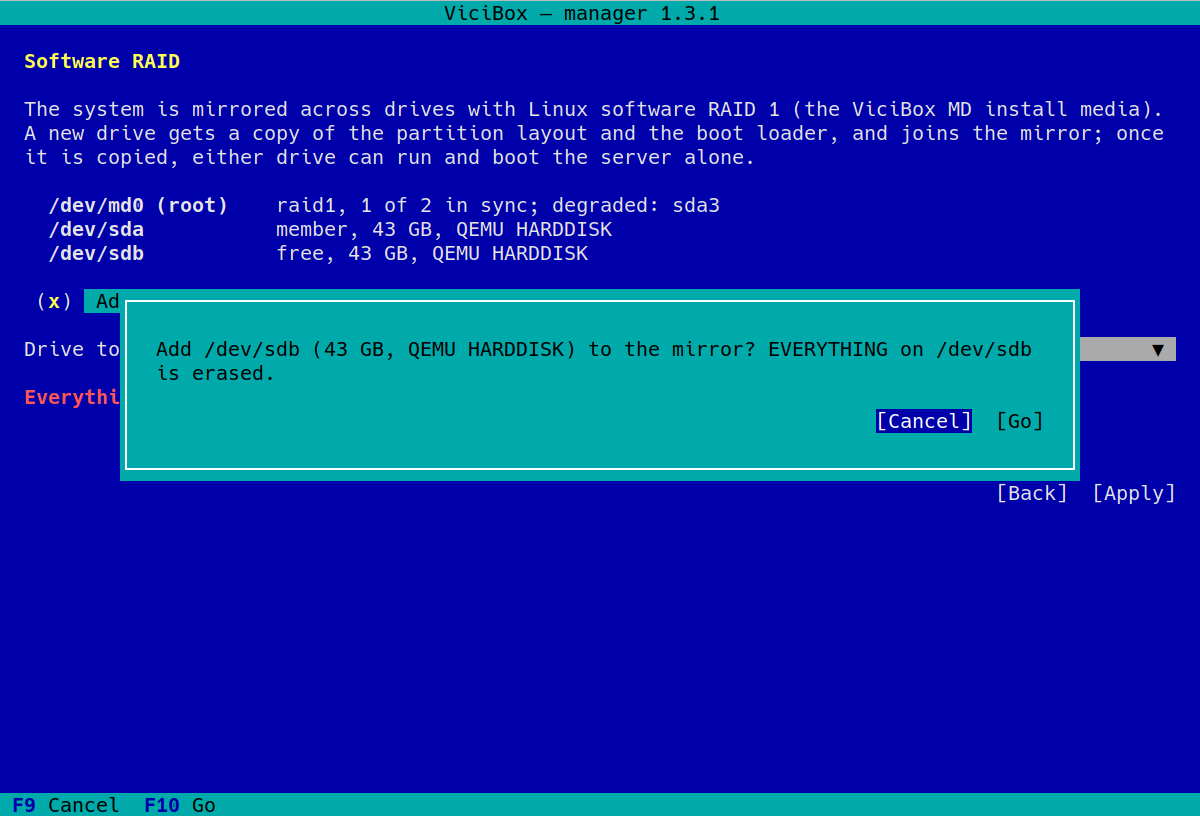 ViciBox — manager 1.3.1
Software RAID
The system is mirrored across drives with Linux software RAID 1 (the ViciBox MD install media).
A new drive gets a copy of the partition layout and the boot loader, and joins the mirror; once
it is copied, either drive can run and boot the server alone.
/dev/md0 (root) raid1, 1 of 2 in sync; degraded: sda3
/dev/sda member, 43 GB, QEMU HARDDISK
/dev/sdb free, 43 GB, QEMU HARDDISK
(x) Ad
Drive to ▼
Add /dev/sdb (43 GB, QEMU HARDDISK) to the mirror? EVERYTHING on /dev/sdb
is erased.
Everythi
[Cancel] [Go]
[Back] [Apply]
F9 Cancel F10 Go